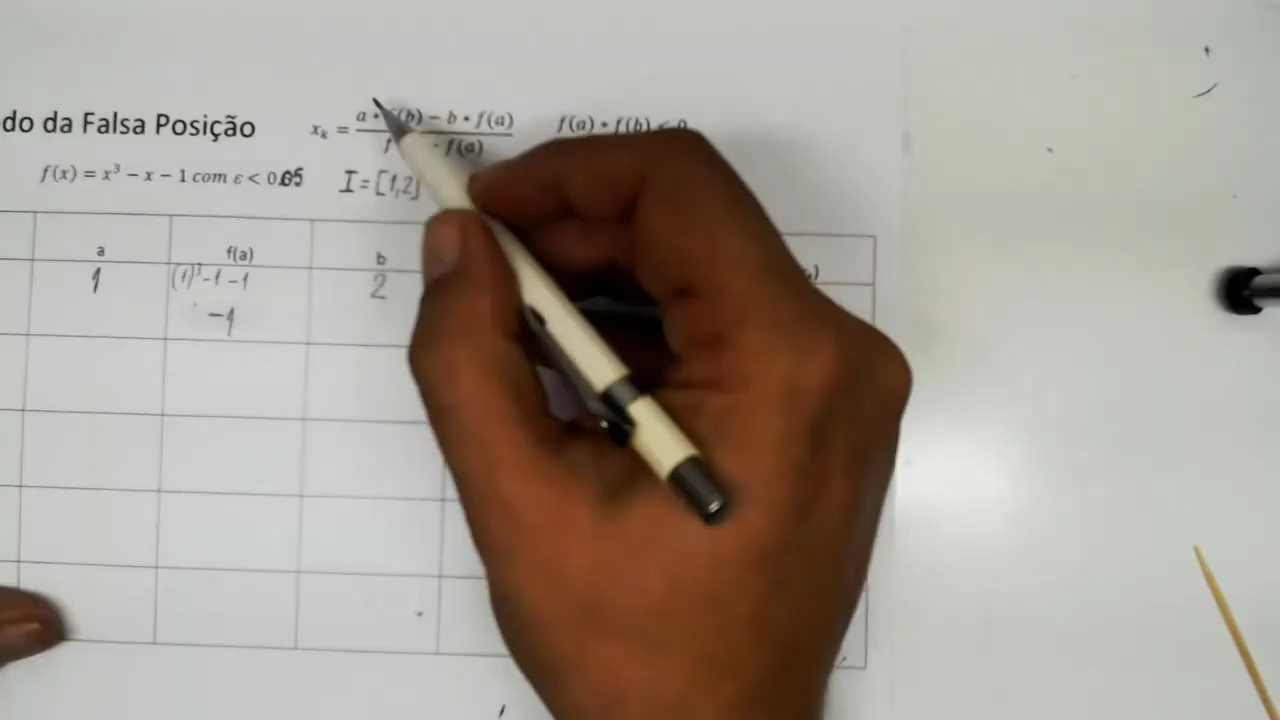 do da Falsa Posição
xₖ = a * f(b) − b * f(a)
f - f(a)
f(a) * f(b) < 0
f(x) = x³ − x − 1 com ε < 0.05
I = [1,2]
a f(a) b
1 (1)³-1-1 2
-1